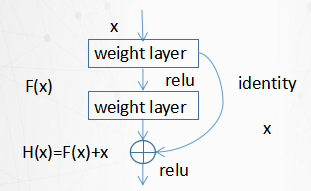 x
weight layer
relu
identity
F(x)
weight layer
x
H(x)=F(x)+x
relu